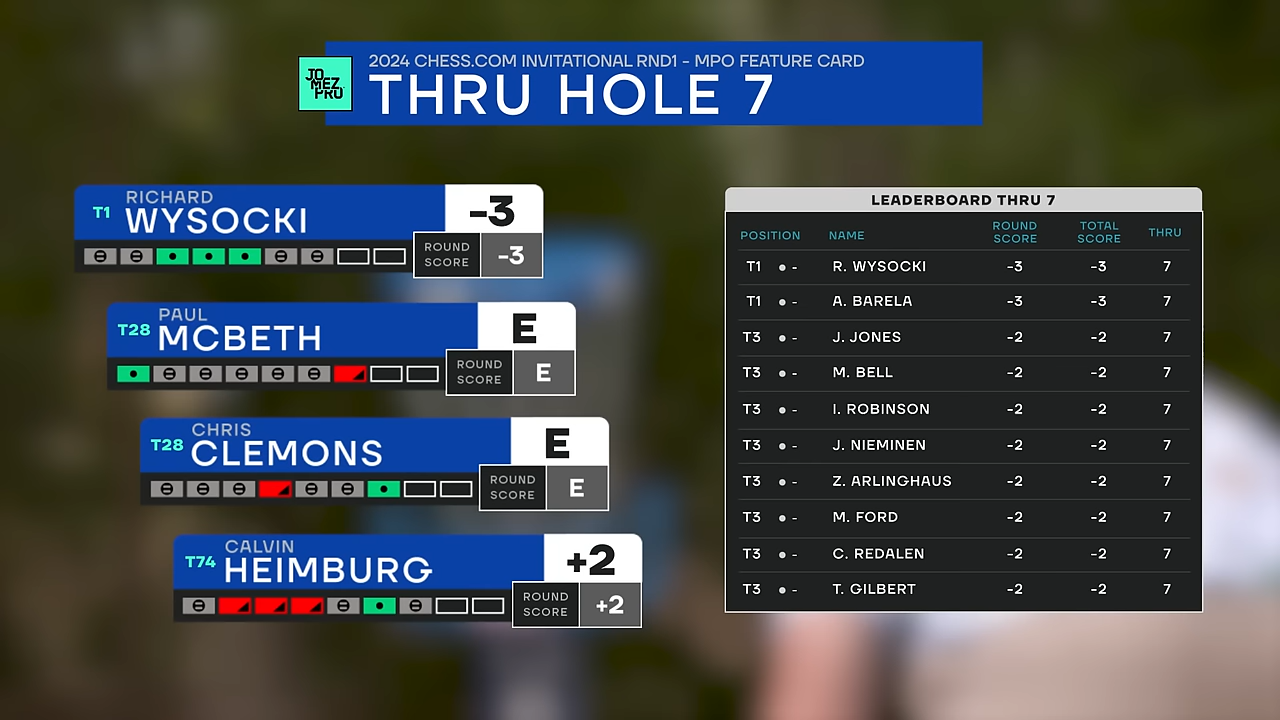 JO
MEZ
PRO
2024 CHESS.COM INVITATIONAL RND1 - MPO FEATURE CARD
THRU HOLE 7
T1
RICHARD
WYSOCKI
-3
ROUND
SCORE
-3
T28
PAUL
MCBETH
E
ROUND
SCORE
E
T28
CHRIS
CLEMONS
E
ROUND
SCORE
E
T74
CALVIN
HEIMBURG
+2
ROUND
SCORE
+2
LEADERBOARD THRU 7
POSITION NAME ROUND SCORE TOTAL SCORE THRU
T1 - R. WYSOCKI -3 -3 7
T1 - A. BARELA -3 -3 7
T3 - J. JONES -2 -2 7
T3 - M. BELL -2 -2 7
T3 - I. ROBINSON -2 -2 7
T3 - J. NIEMINEN -2 -2 7
T3 - Z. ARLINGHAUS -2 -2 7
T3 - M. FORD -2 -2 7
T3 - C. REDALEN -2 -2 7
T3 - T. GILBERT -2 -2 7